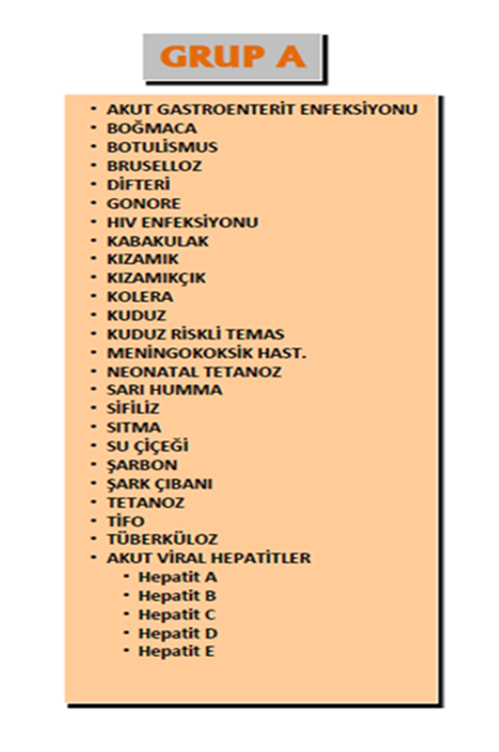 GRUP A
• AKUT GASTROENTERİT ENFEKSİYONU
• BOĞMACA
• BOTULİSMUS
• BRUSELLOZ
• DİFTERİ
• GONORE
• HIV ENFEKSİYONU
• KABAKULAK
• KIZAMIK
• KIZAMIKÇIK
• KOLERA
• KUDUZ
• KUDUZ RİSKLİ TEMAS
• MENİNGOKOKSİK HAST.
• NEONATAL TETANOZ
• SARI HUMMA
• SİFİLİZ
• SITMA
• SU ÇİÇEĞİ
• ŞARBON
• ŞARK ÇIBANI
• TETANOZ
• TİFO
• TÜBERKÜLOZ
• AKUT VİRAL HEPATİTLER
• Hepatit A
• Hepatit B
• Hepatit C
• Hepatit D
• Hepatit E